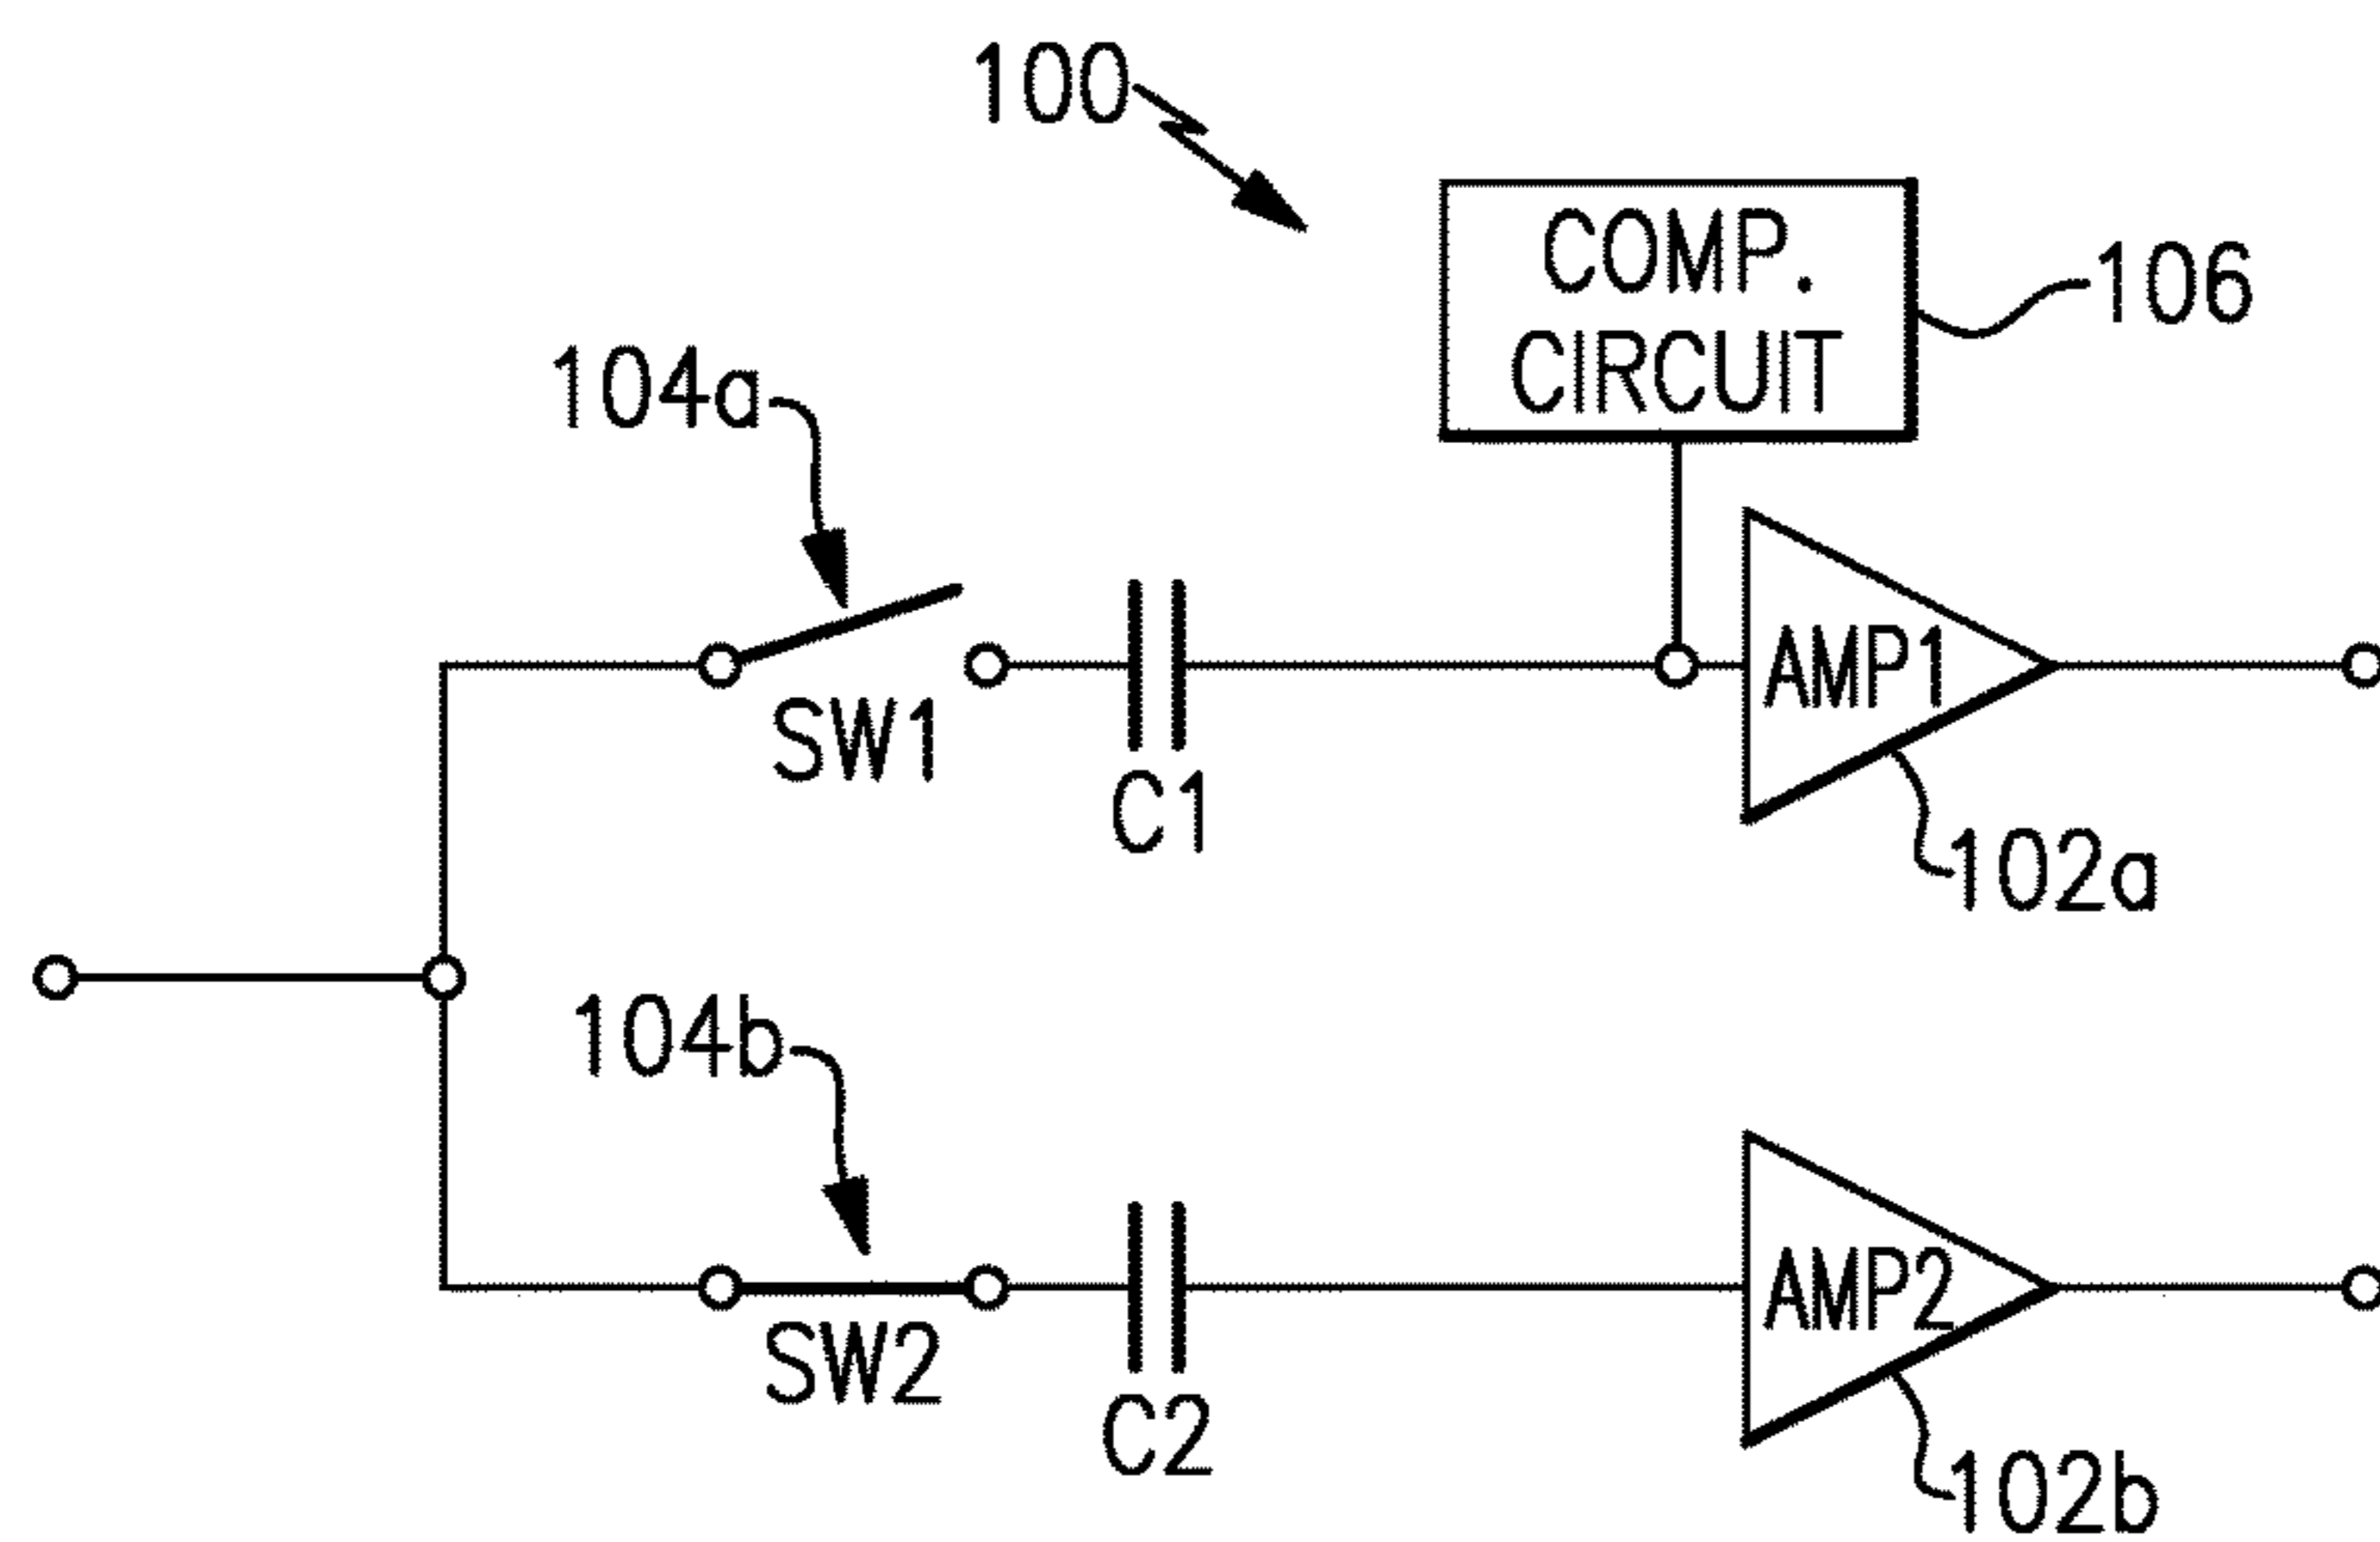 100
COMP.
CIRCUIT
106
104a
SW1
C1
AMP1
102a
104b
SW2
C2
AMP2
102b